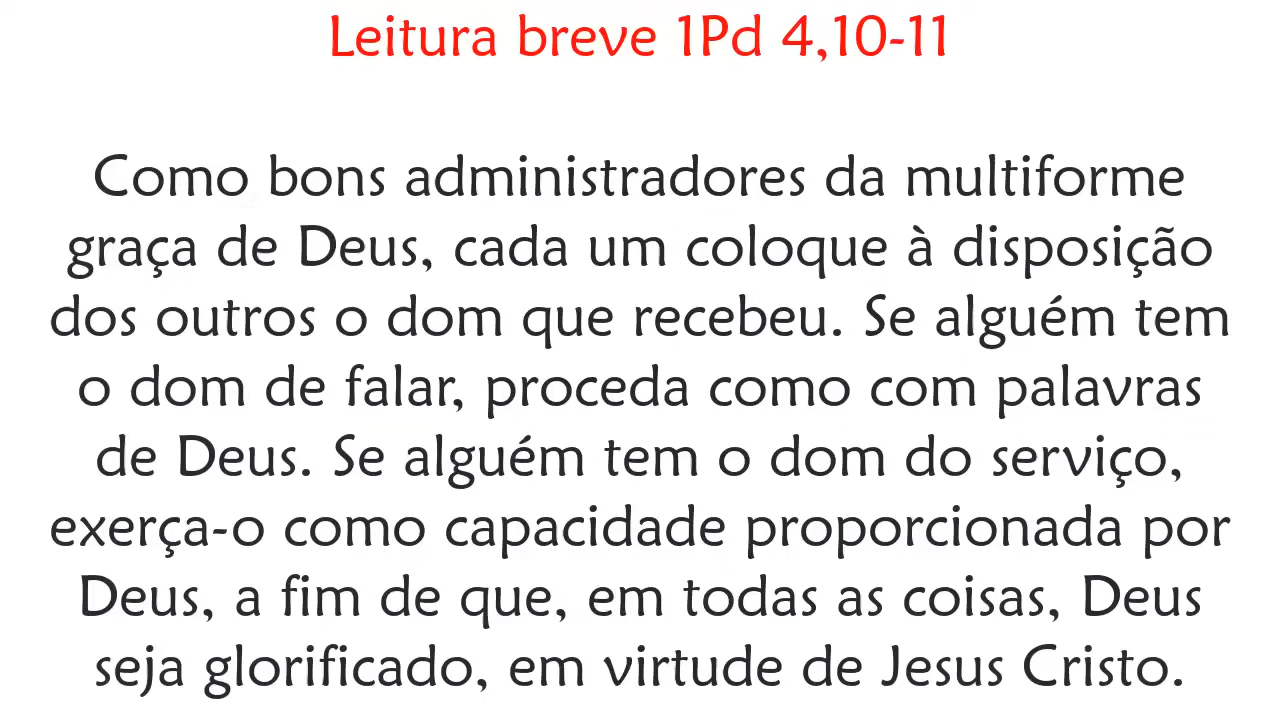 Leitura breve 1Pd 4,10-11
Como bons administradores da multiforme
graça de Deus, cada um coloque à disposição
dos outros o dom que recebeu. Se alguém tem
o dom de falar, proceda como com palavras
de Deus. Se alguém tem o dom do serviço,
exerça-o como capacidade proporcionada por
Deus, a fim de que, em todas as coisas, Deus
seja glorificado, em virtude de Jesus Cristo.